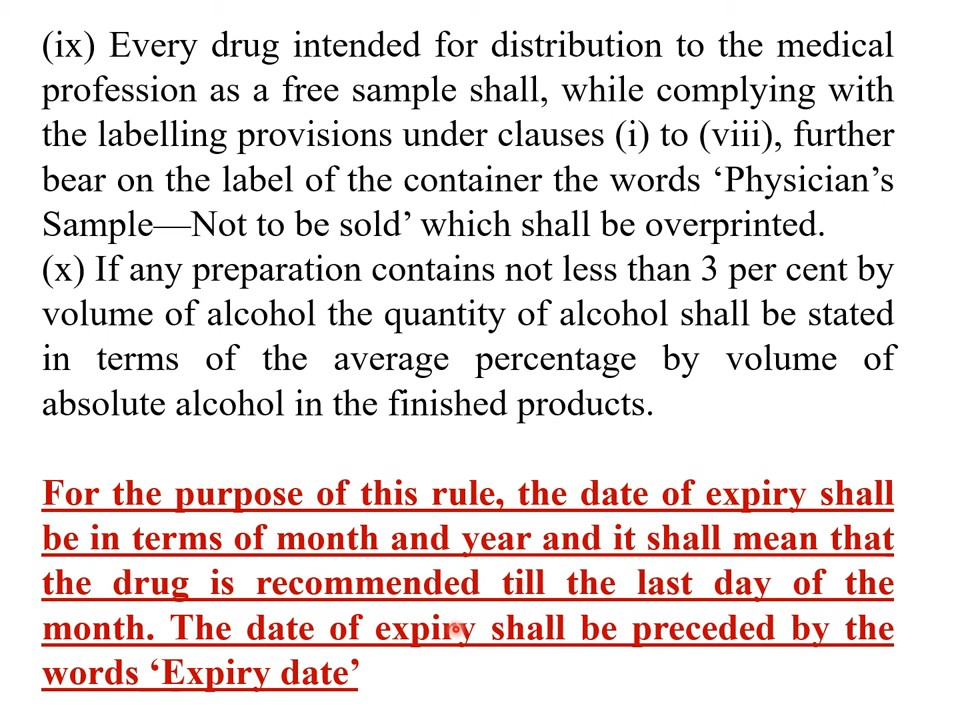 (ix) Every drug intended for distribution to the medical
profession as a free sample shall, while complying with
the labelling provisions under clauses (i) to (viii), further
bear on the label of the container the words ‘Physician’s
Sample—Not to be sold’ which shall be overprinted.
(x) If any preparation contains not less than 3 per cent by
volume of alcohol the quantity of alcohol shall be stated
in terms of the average percentage by volume of
absolute alcohol in the finished products.
For the purpose of this rule, the date of expiry shall
be in terms of month and year and it shall mean that
the drug is recommended till the last day of the
month. The date of expiry shall be preceded by the
words ‘Expiry date’